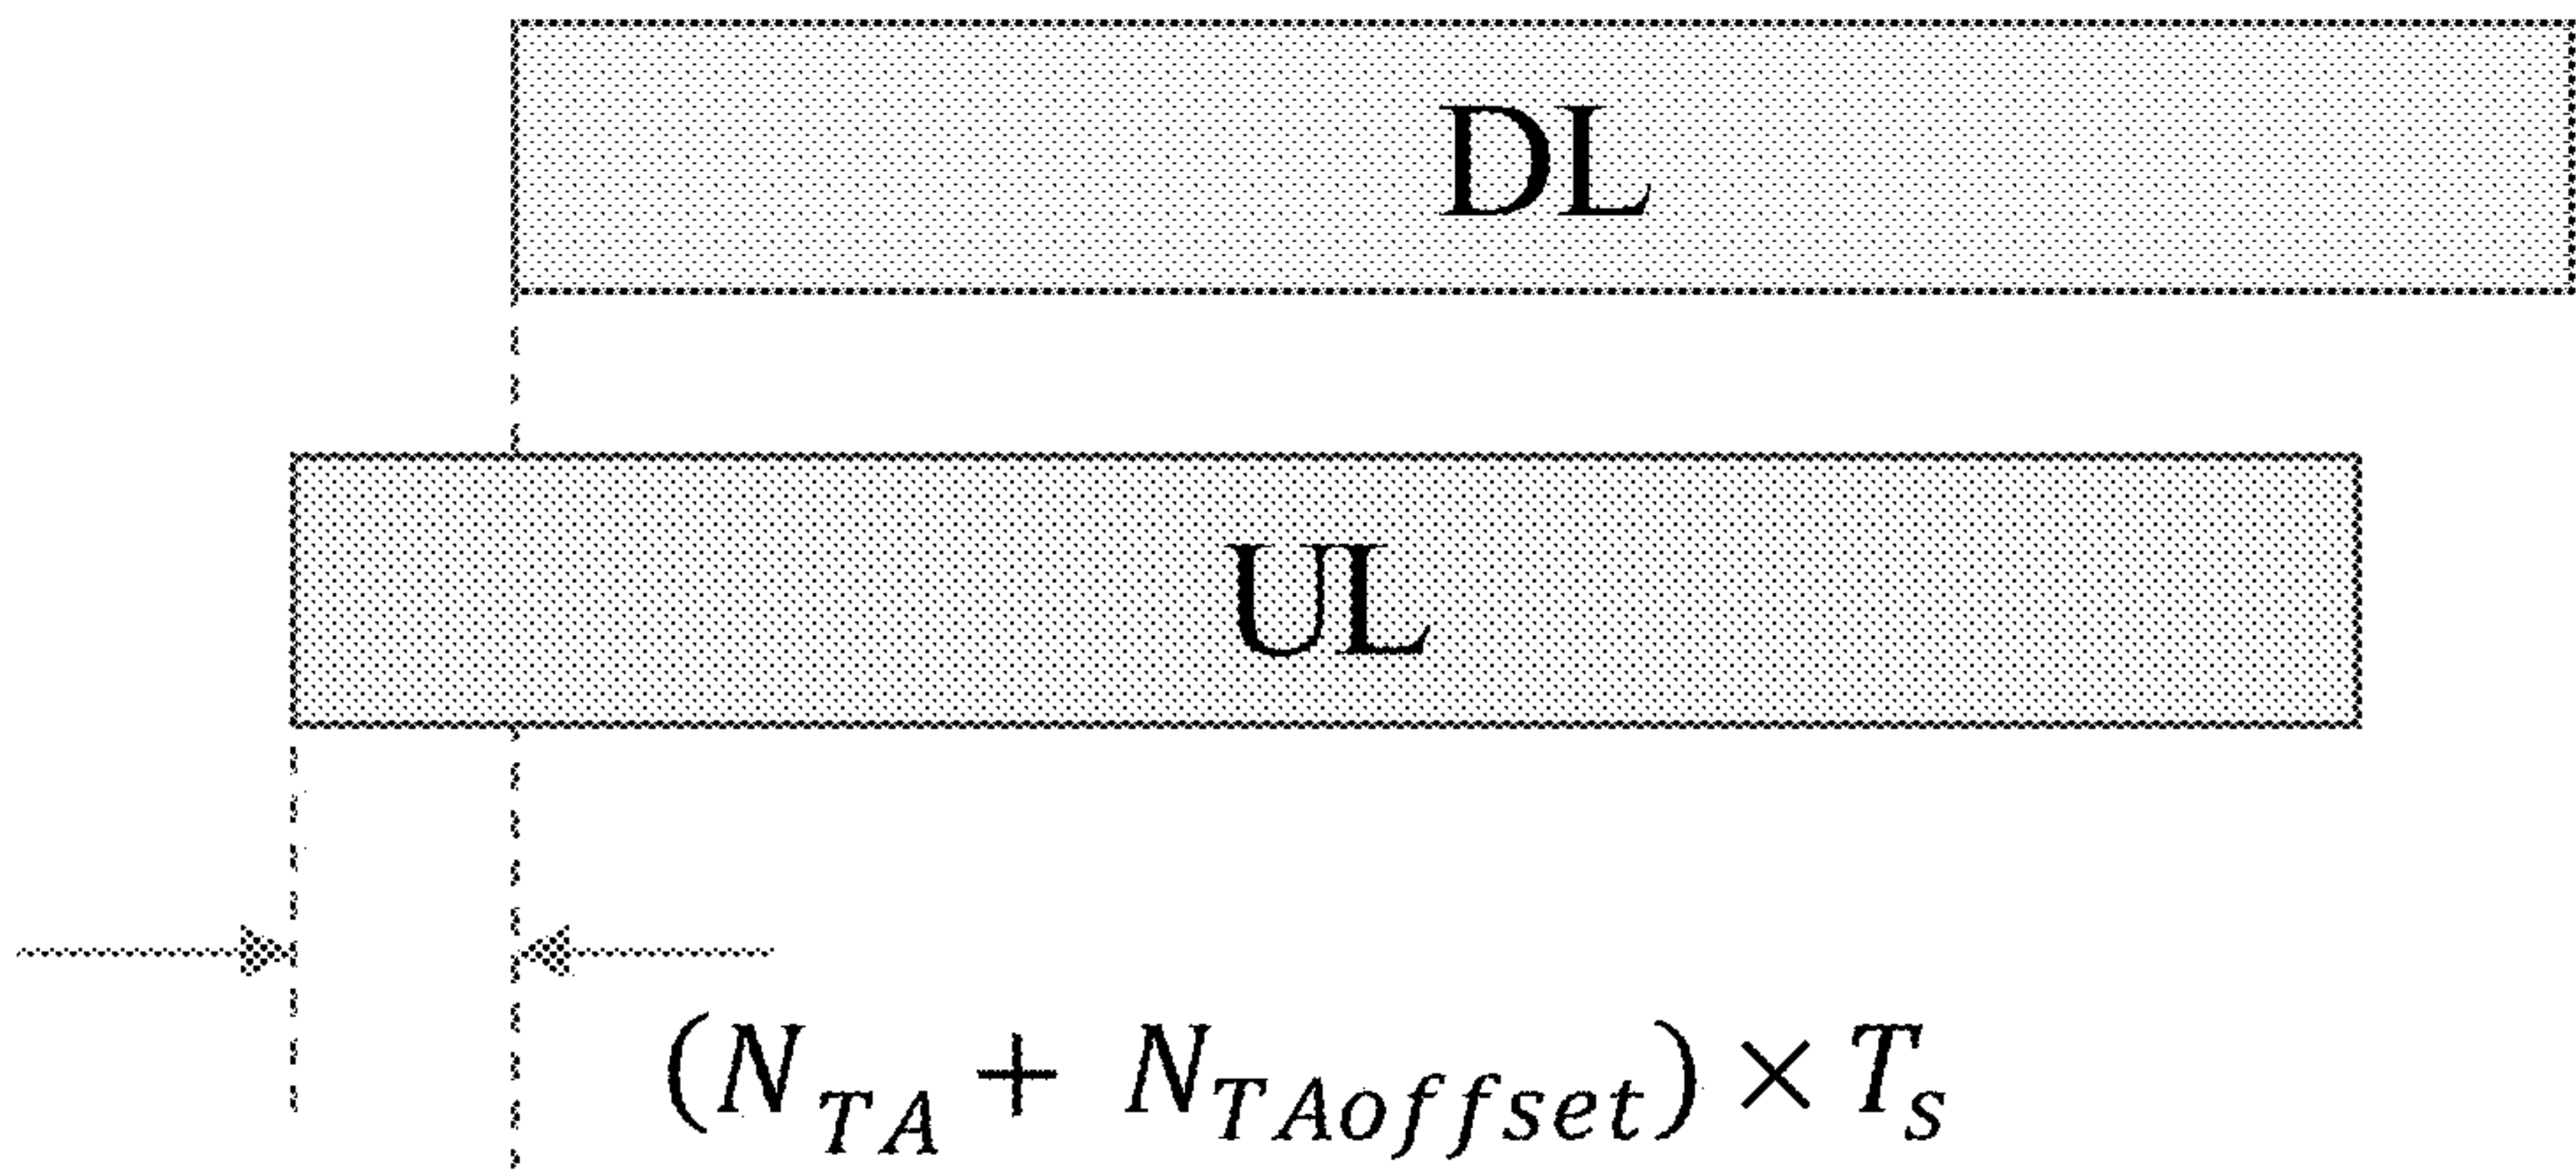 DL
UL
(N_{TA} + N_{TAoffset}) × T_s